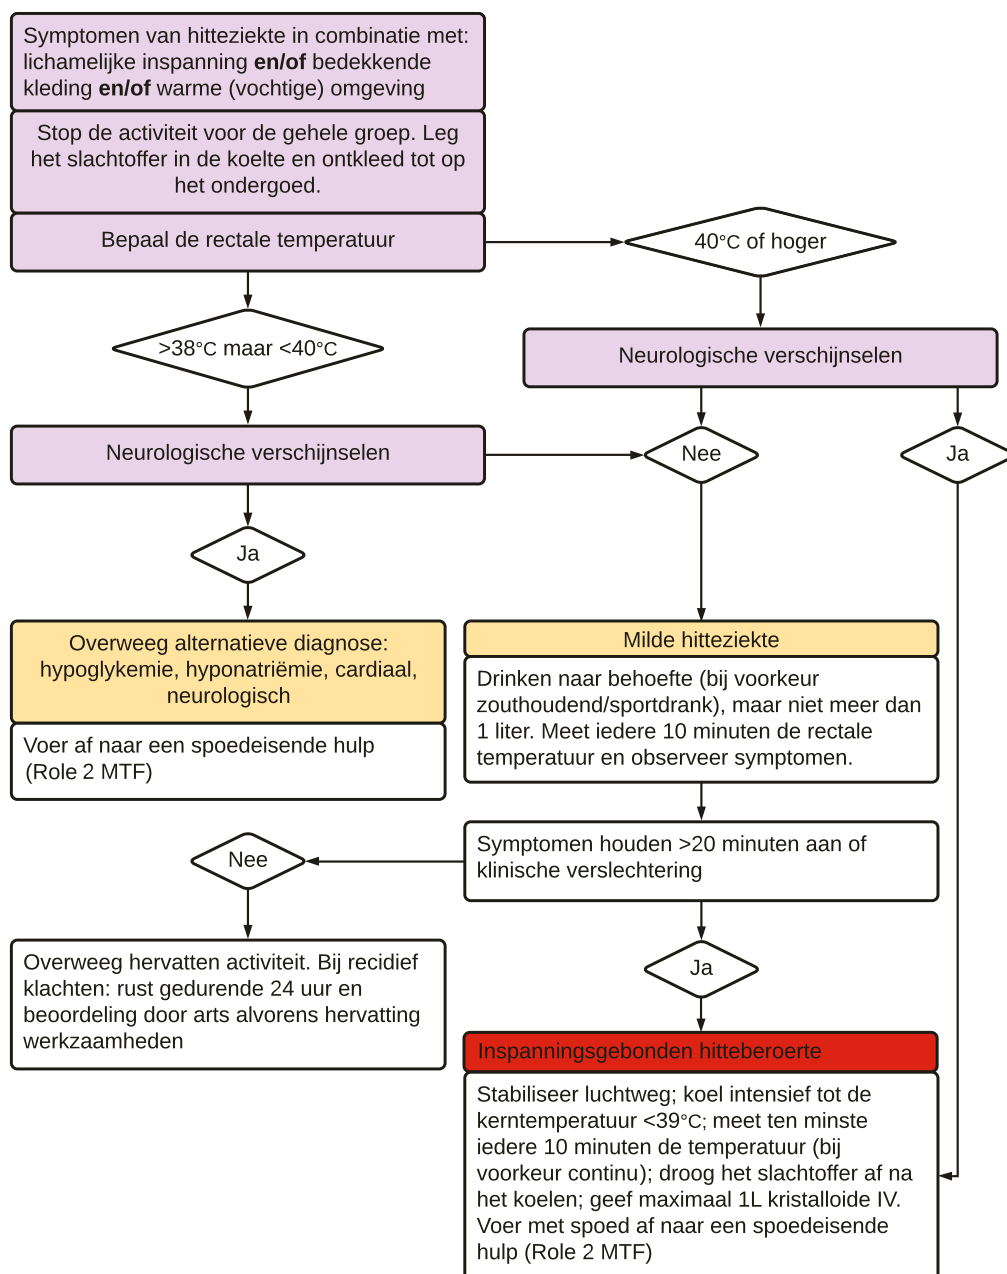 Symptomen van hitteziekte in combinatie met:
lichamelijke inspanning en/of bedekkende
kleding en/of warme (vochtige) omgeving
Stop de activiteit voor de gehele groep. Leg
het slachtoffer in de koelte en ontkleed tot op
het ondergoed.
Bepaal de rectale temperatuur
40°C of hoger
>38°C maar <40°C
Neurologische verschijnselen
Neurologische verschijnselen
Nee
Ja
Ja
Overweeg alternatieve diagnose:
hypoglykemie, hyponatriëmie, cardiaal,
neurologisch
Voer af naar een spoedeisende hulp
(Role 2 MTF)
Milde hitteziekte
Drinken naar behoefte (bij voorkeur
zouthoudend/sportdrank), maar niet meer dan
1 liter. Meet iedere 10 minuten de rectale
temperatuur en observeer symptomen.
Symptomen houden >20 minuten aan of
klinische verslechtering
Nee
Overweeg hervatten activiteit. Bij recidief
klachten: rust gedurende 24 uur en
beoordeling door arts alvorens hervatting
werkzaamheden
Ja
Inspanningsgebonden hitteberoerte
Stabiliseer luchtweg; koel intensief tot de
kerntemperatuur <39°C; meet ten minste
iedere 10 minuten de temperatuur (bij
voorkeur continu); droog het slachtoffer af na
het koelen; geef maximaal 1L kristalloide IV.
Voer met spoed af naar een spoedeisende
hulp (Role 2 MTF)